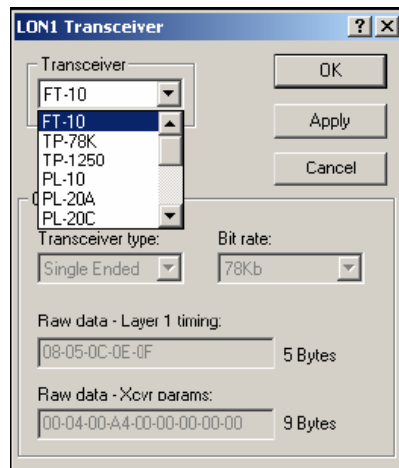 LON1 Transceiver
Transceiver
FT-10
OK
FT-10
TP-78K
TP-1250
PL-10
PL-20A
PL-20C
Apply
Cancel
Transceiver type:
Bit rate:
Single Ended
78Kb
Raw data - Layer 1 timing:
08-05-0C-0E-0F
5 Bytes
Raw data - Xcvr params:
00-04-00-A4-00-00-00-00-00
9 Bytes